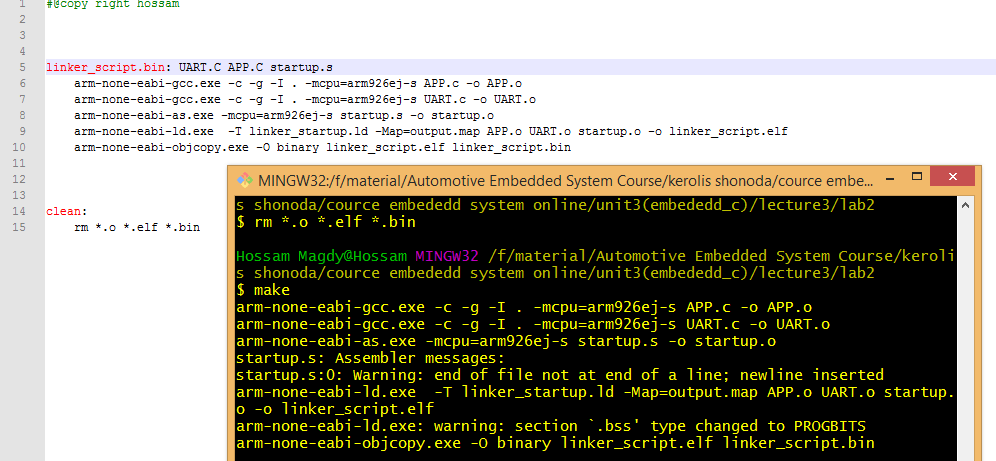 1 #@copy right hossam
2
3
4
5 linker_script.bin: UART.C APP.C startup.s
6 arm-none-eabi-gcc.exe -c -g -I . -mcpu=arm926ej-s APP.c -o APP.o
7 arm-none-eabi-gcc.exe -c -g -I . -mcpu=arm926ej-s UART.c -o UART.o
8 arm-none-eabi-as.exe -mcpu=arm926ej-s startup.s -o startup.o
9 arm-none-eabi-ld.exe -T linker_startup.ld -Map=output.map APP.o UART.o startup.o -o linker_script.elf
10 arm-none-eabi-objcopy.exe -O binary linker_script.elf linker_script.bin
11
12
13
14 clean:
15 rm *.o *.elf *.bin
MINGW32:/f/material/Automotive Embedded System Course/kerolis shonoda/cource embe...
s shonoda/cource embededd system online/unit3(embededd_c)/lecture3/lab2
$ rm *.o *.elf *.bin
Hossam Magdy@Hossam MINGW32 /f/material/Automotive Embedded System Course/keroli
s shonoda/cource embededd system online/unit3(embededd_c)/lecture3/lab2
$ make
arm-none-eabi-gcc.exe -c -g -I . -mcpu=arm926ej-s APP.c -o APP.o
arm-none-eabi-gcc.exe -c -g -I . -mcpu=arm926ej-s UART.c -o UART.o
arm-none-eabi-as.exe -mcpu=arm926ej-s startup.s -o startup.o
startup.s: Assembler messages:
startup.s:0: Warning: end of file not at end of a line; newline inserted
arm-none-eabi-ld.exe -T linker_startup.ld -Map=output.map APP.o UART.o startup.
o -o linker_script.elf
arm-none-eabi-ld.exe: warning: section `.bss' type changed to PROGBITS
arm-none-eabi-objcopy.exe -O binary linker_script.elf linker_script.bin